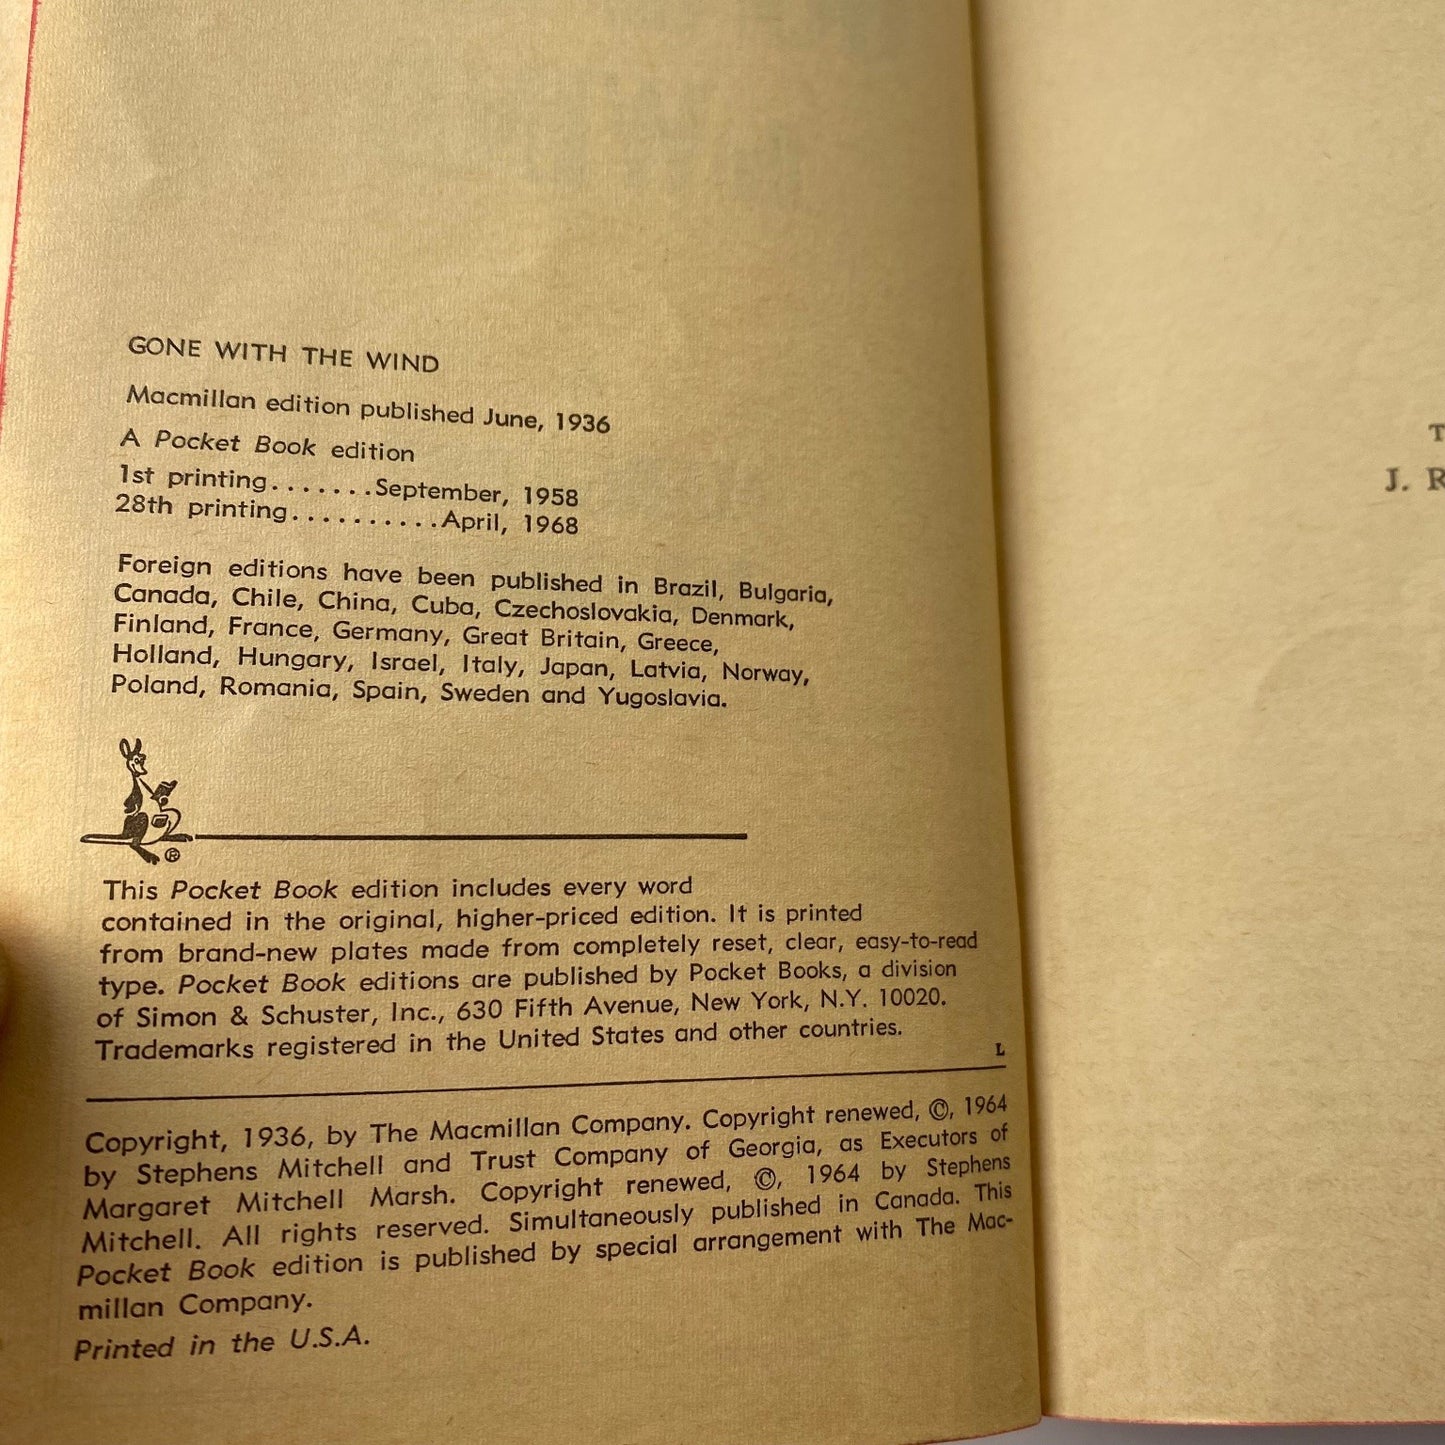 GONE WITH THE WIND
Macmillan edition published June, 1936
A Pocket Book edition
1st printing.......September, 1958
28th printing..........April, 1968
Foreign editions have been published in Brazil, Bulgaria,
Canada, Chile, China, Cuba, Czechoslovakia, Denmark,
Finland, France, Germany, Great Britain, Greece,
Holland, Hungary, Israel, Italy, Japan, Latvia, Norway,
Poland, Romania, Spain, Sweden and Yugoslavia.
®
This Pocket Book edition includes every word
contained in the original, higher-priced edition. It is printed
from brand-new plates made from completely reset, clear, easy-to-read
type. Pocket Book editions are published by Pocket Books, a division
of Simon & Schuster, Inc., 630 Fifth Avenue, New York, N.Y. 10020.
Trademarks registered in the United States and other countries.
L
Copyright, 1936, by The Macmillan Company. Copyright renewed, ©, 1964
by Stephens Mitchell and Trust Company of Georgia, as Executors of
Margaret Mitchell Marsh. Copyright renewed, ©, 1964 by Stephens
Mitchell. All rights reserved. Simultaneously published in Canada. This
Pocket Book edition is published by special arrangement with The Mac-
millan Company.
Printed in the U.S.A.
T
J. R